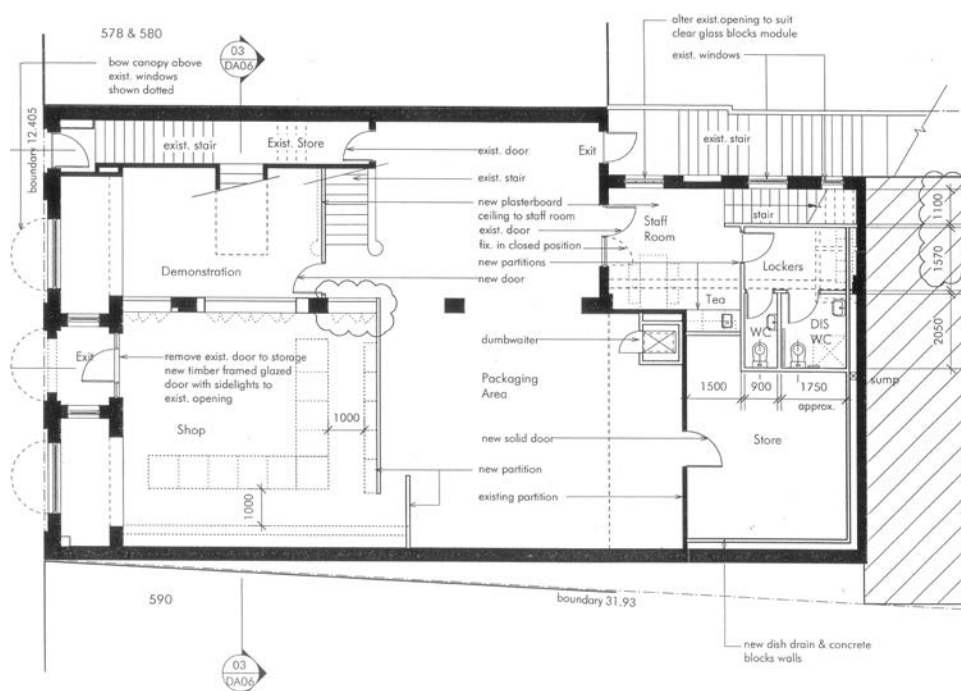 578 & 580
03
DA06
alter exist.opening to suit
clear glass blocks module
exist. windows
bow canopy above
exist. windows
shown dotted
boundary 12.405
exist. stair
Exist. Store
exist. door
Exit
exist. stair
exist. stair
new plasterboard
ceiling to staff room
exist. door
fix. in closed position
new partitions
new door
Staff
Room
stair
1100
1570
2050
Demonstration
Lockers
Tea
WC
DIS
WC
Exit
remove exist. door to storage
new timber framed glazed
door with sidelights to
exist. opening
dumbwaiter
Packaging
Area
1500
900
1750
approx.
sump
Shop
1000
new solid door
Store
new partition
existing partition
1000
590
boundary 31.93
03
DA06
new dish drain & concrete
blocks walls